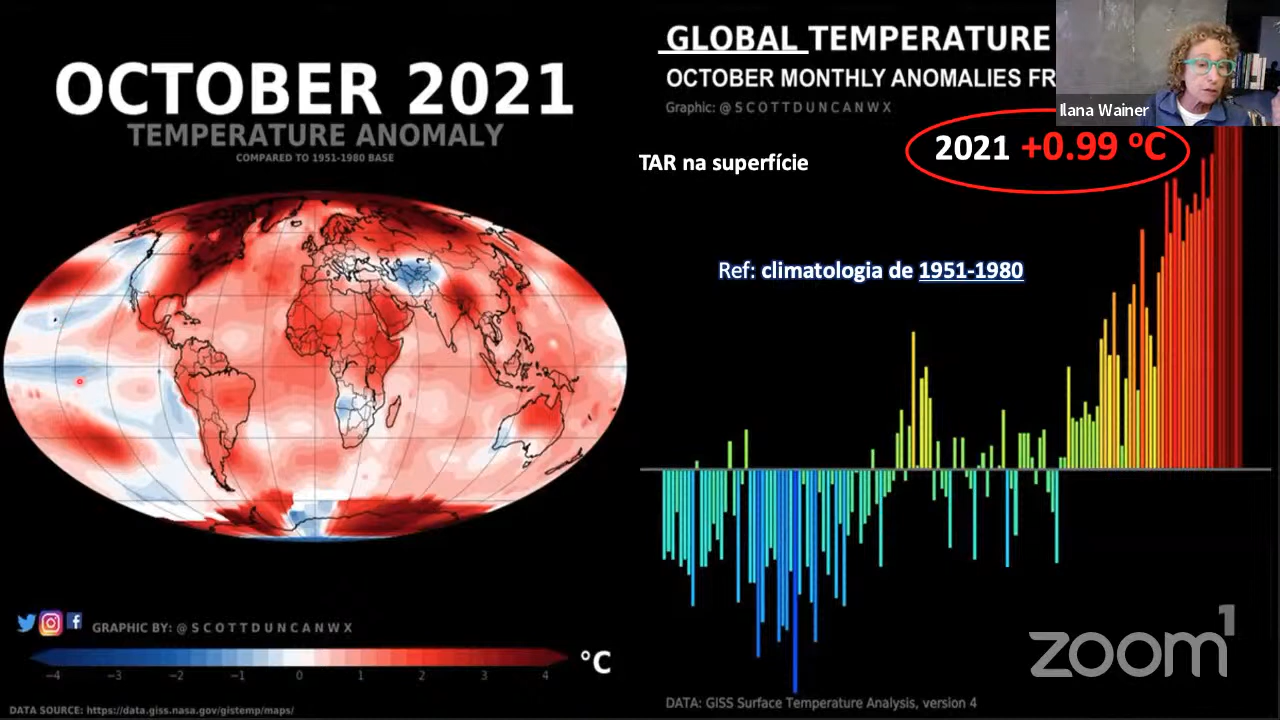 OCTOBER 2021
TEMPERATURE ANOMALY
COMPARED TO 1951-1980 BASE
GRAPHIC BY: @SCOTTDUNCANWX
−4 −3 −2 −1 0 1 2 3 4
°C
DATA SOURCE: https://data.giss.nasa.gov/gistemp/maps/
GLOBAL TEMPERATURE
OCTOBER MONTHLY ANOMALIES FR
Graphic: @SCOTTDUNCANWX
Ilana Wainer
2021 +0.99 ºC
TAR na superfície
Ref: climatologia de 1951-1980
zoom1
DATA: GISS Surface Temperature Analysis, version 4